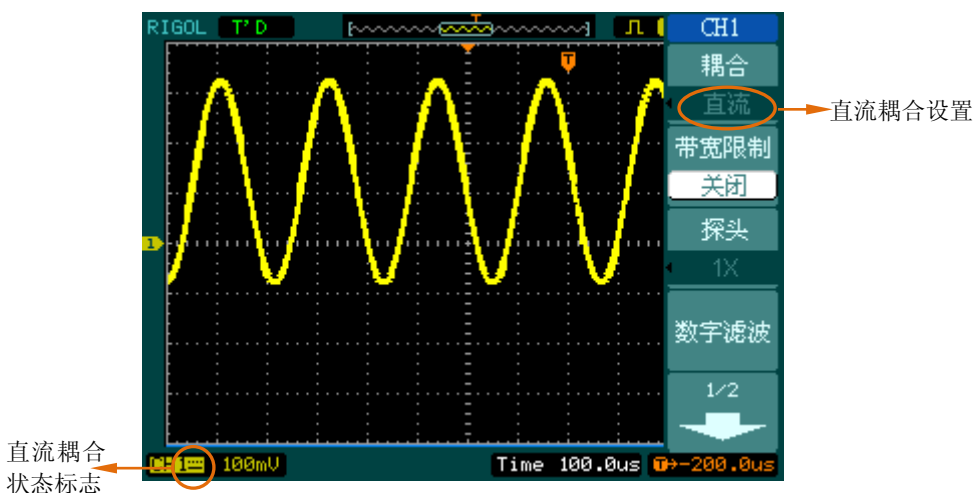 RIGOL T'D T CH1
耦合
T
直流
直流耦合设置
带宽限制
关闭
1
探头
1X
数字滤波
1/2
直流耦合
状态标志
CH1 100mV Time 100.0us T→-200.0us